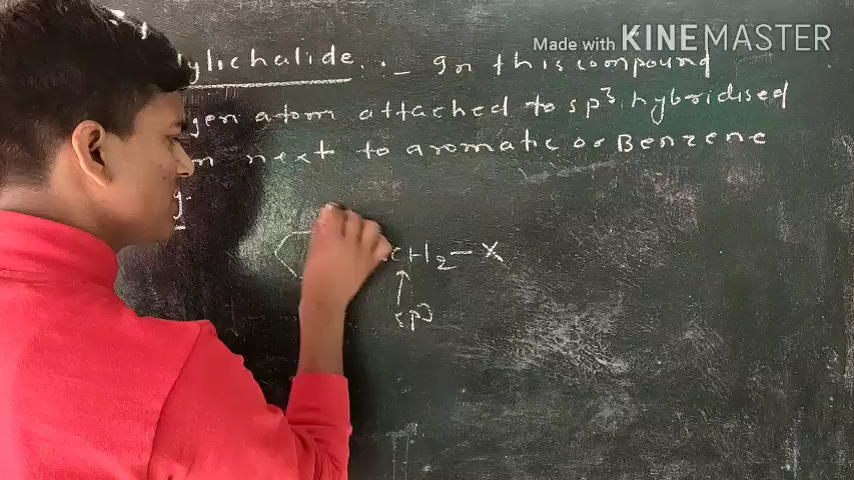 Made with KINEMASTER
ylichalide :- In this compound
gen atom attached to sp³ hybridised
n next to aromatic or Benzene
g.
CH2-X
sp3